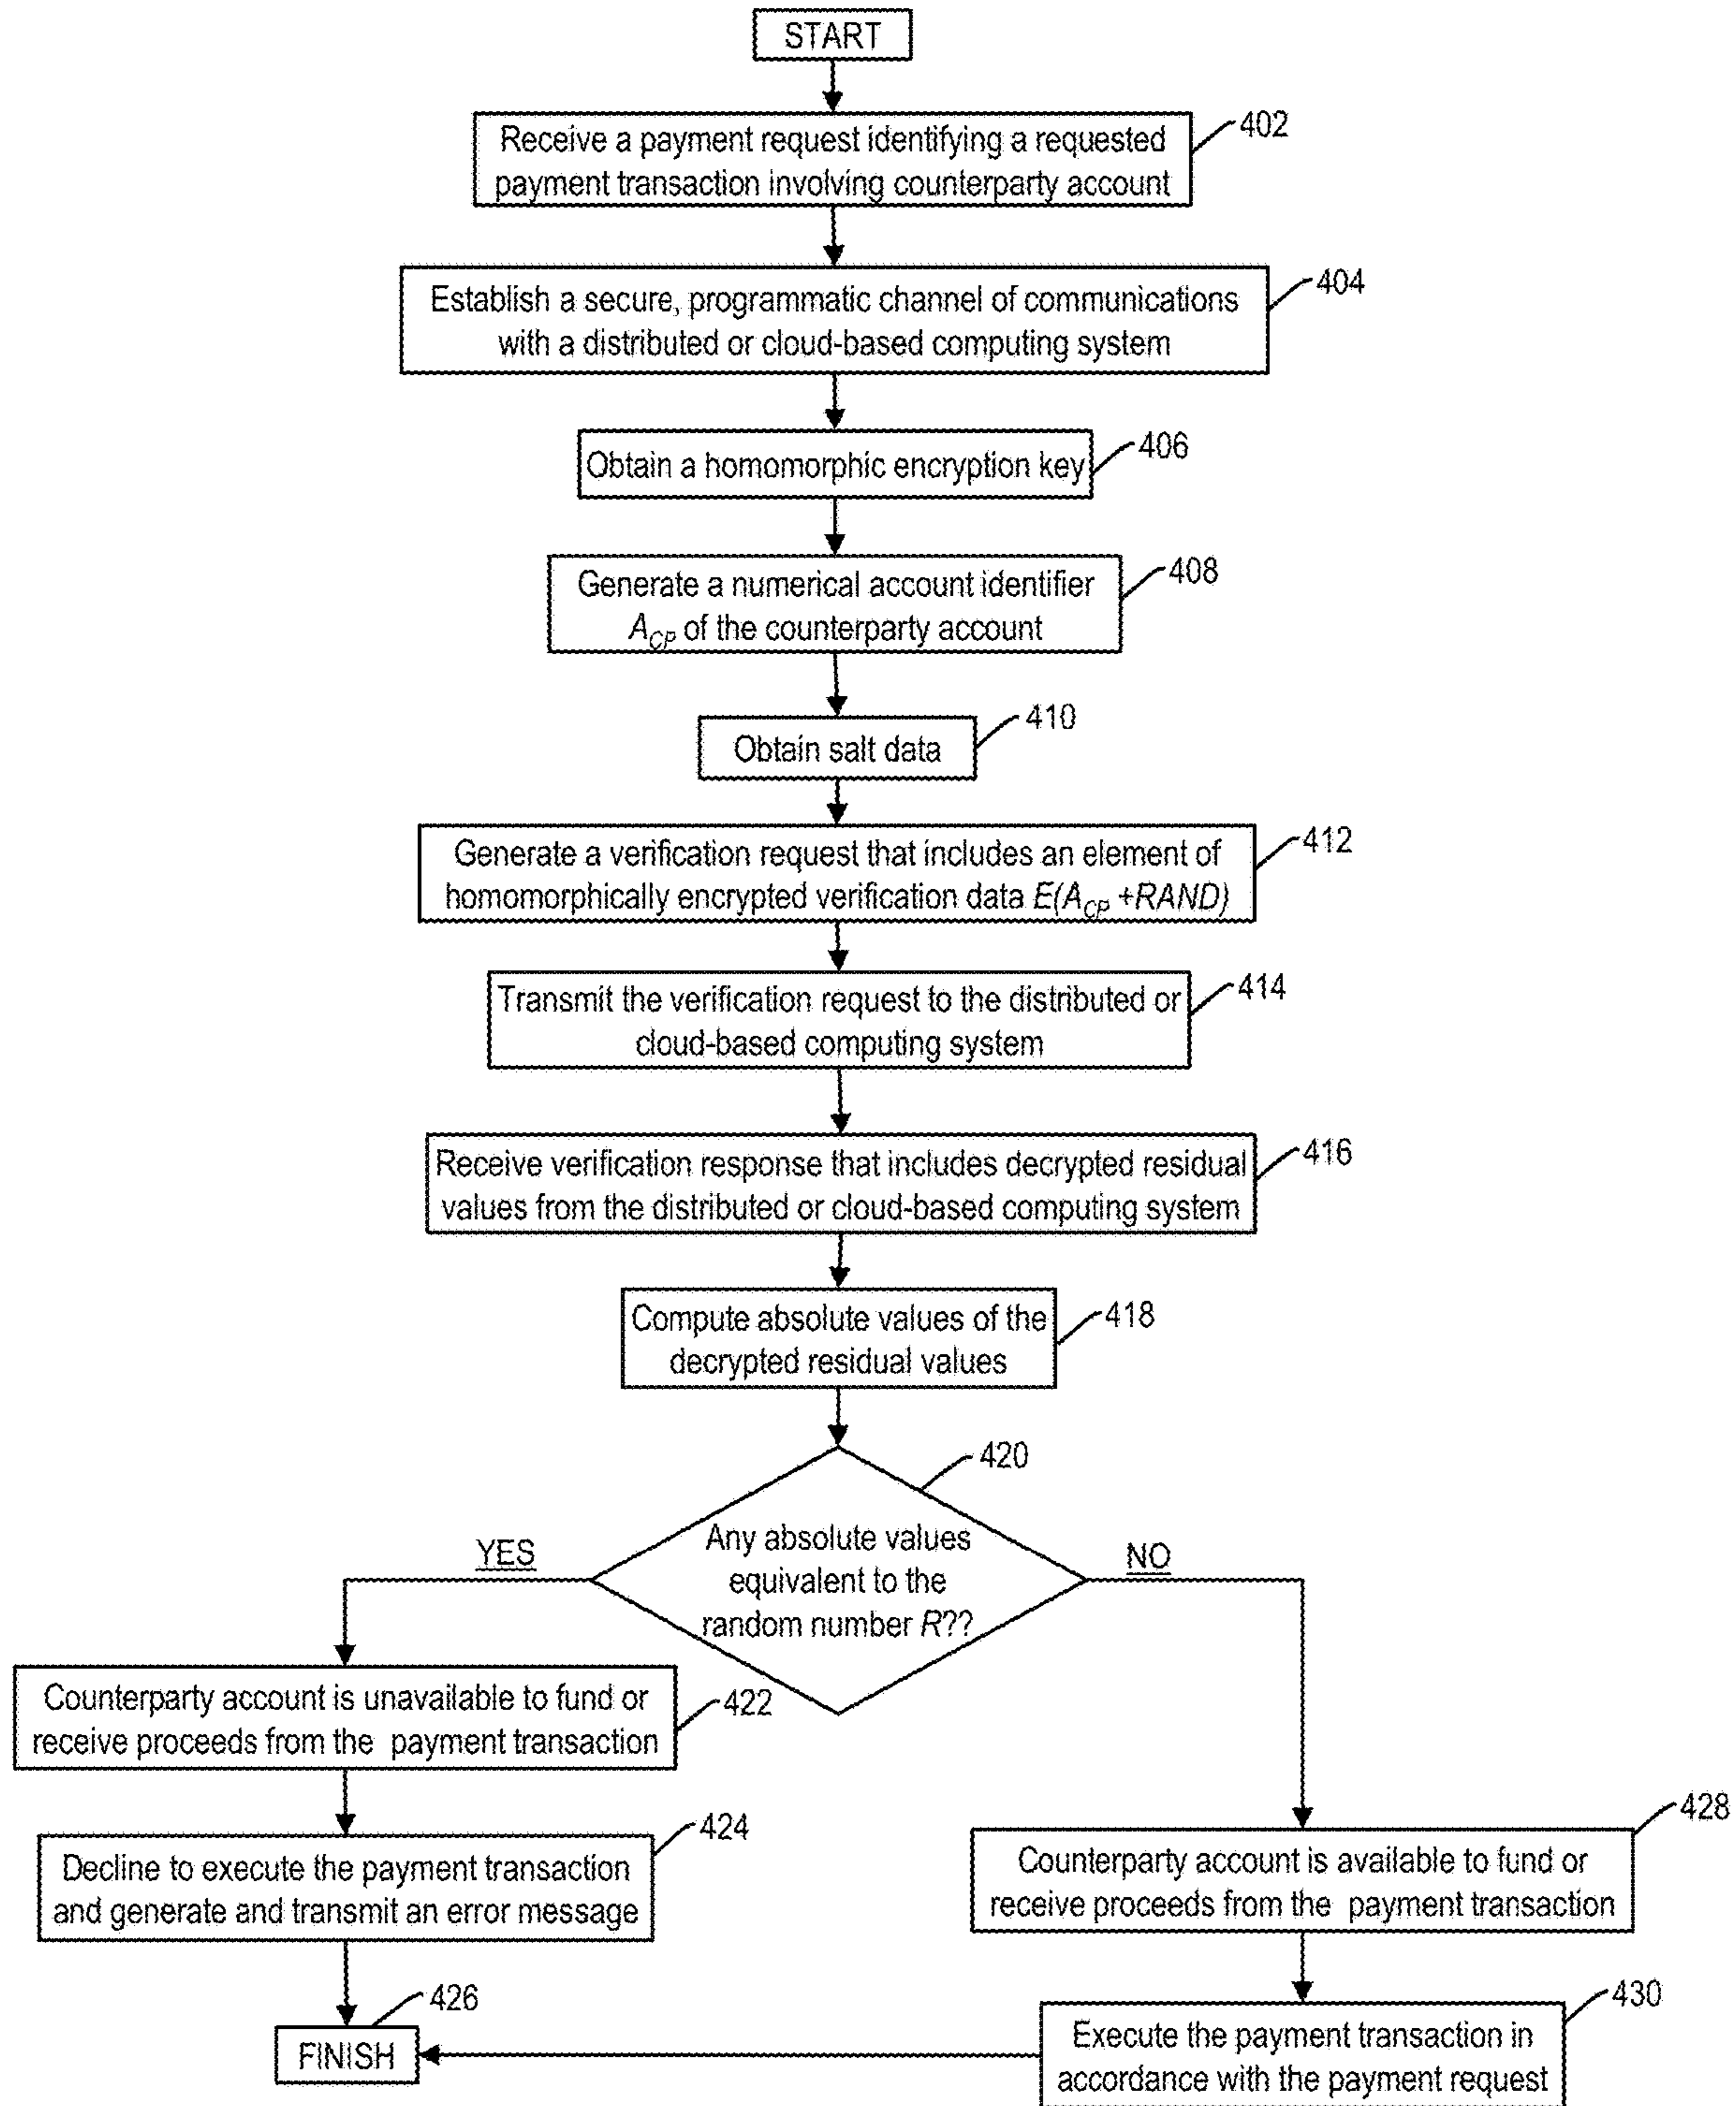 START
402
Receive a payment request identifying a requested
payment transaction involving counterparty account
404
Establish a secure, programmatic channel of communications
with a distributed or cloud-based computing system
406
Obtain a homomorphic encryption key
408
Generate a numerical account identifier
A_CP of the counterparty account
410
Obtain salt data
412
Generate a verification request that includes an element of
homomorphically encrypted verification data E(A_CP +RAND)
414
Transmit the verification request to the distributed or
cloud-based computing system
416
Receive verification response that includes decrypted residual
values from the distributed or cloud-based computing system
418
Compute absolute values of the
decrypted residual values
420
Any absolute values
equivalent to the
random number R??
YES
NO
422
Counterparty account is unavailable to fund or
receive proceeds from the payment transaction
424
Decline to execute the payment transaction
and generate and transmit an error message
428
Counterparty account is available to fund or
receive proceeds from the payment transaction
426
FINISH
430
Execute the payment transaction in
accordance with the payment request